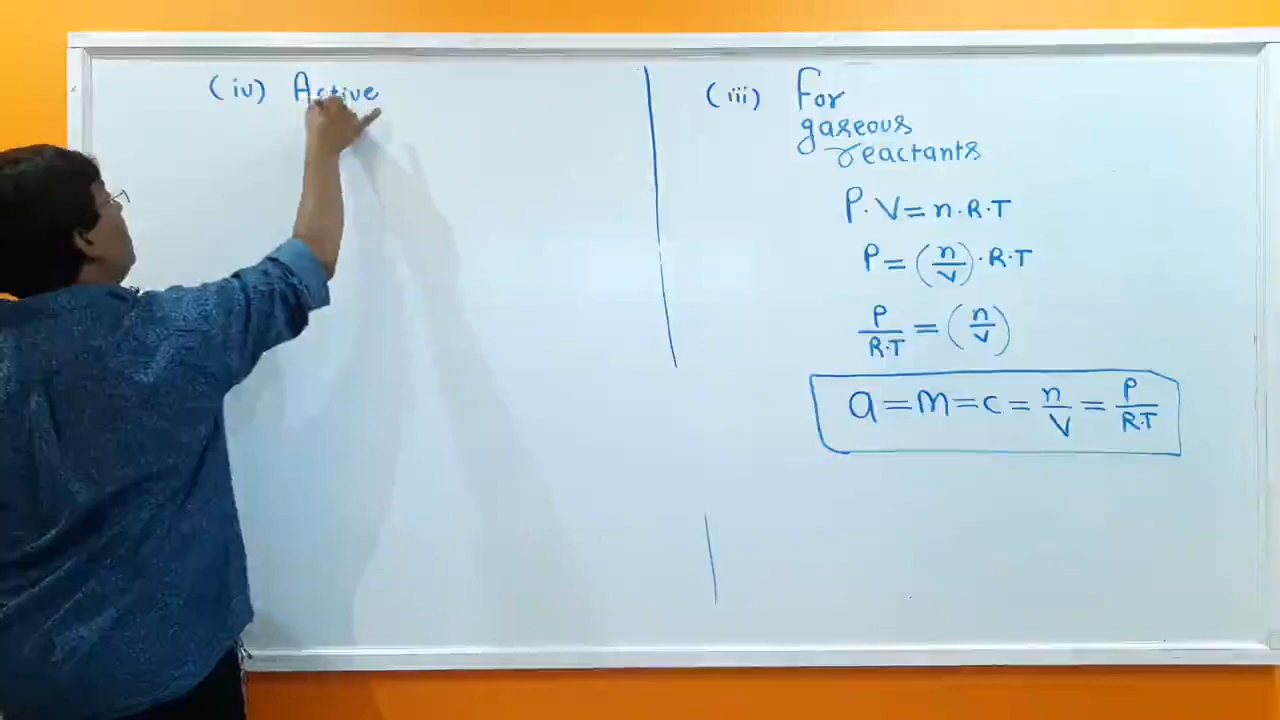 (iv) Active
(iii) For
gaseous
reactants
P·V=n·R·T
P=(n/V)·R·T
P/R·T=(n/V)
a=m=c=n/V=P/R·T